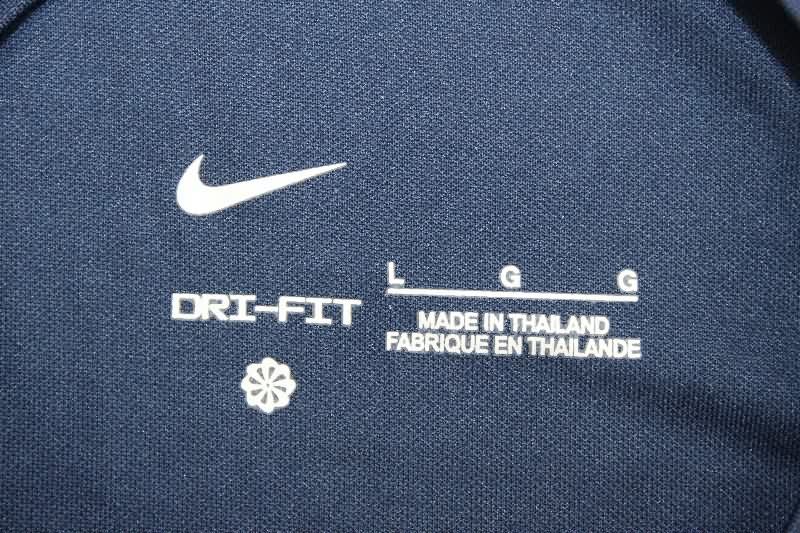 DRI-FIT
L G G
MADE IN THAILAND
FABRIQUE EN THAILANDE